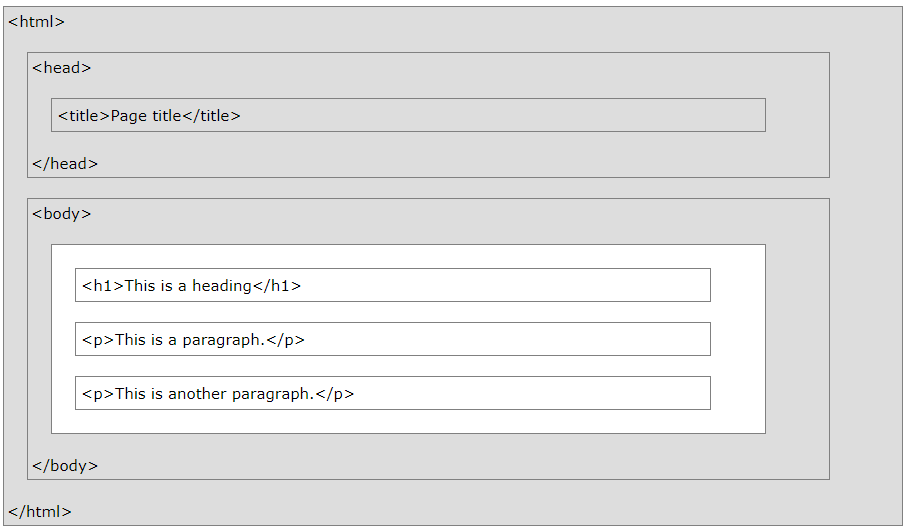 <html>
<head>
<title>Page title</title>
</head>
<body>
<h1>This is a heading</h1>
<p>This is a paragraph.</p>
<p>This is another paragraph.</p>
</body>
</html>